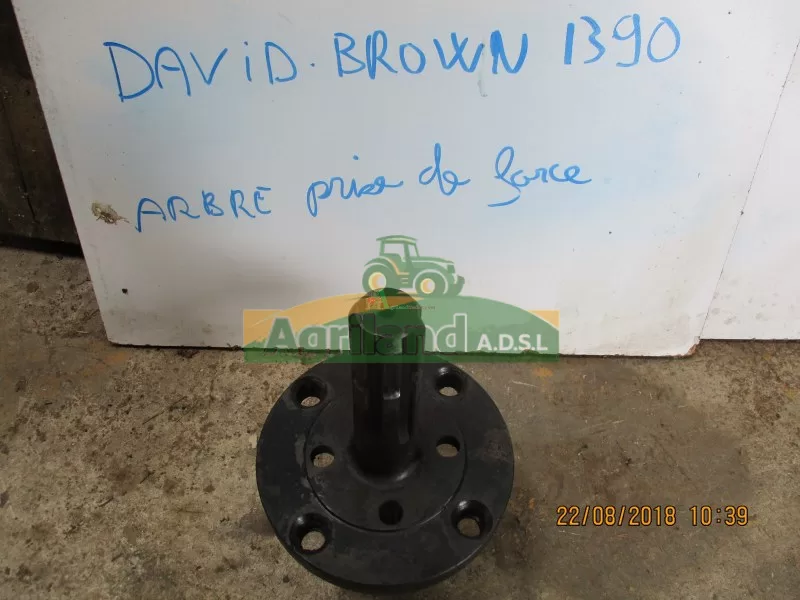 DAViD. BROWN 1390
ARBRE prise de force
Agriland A.D.S.L
22/08/2018 10:39